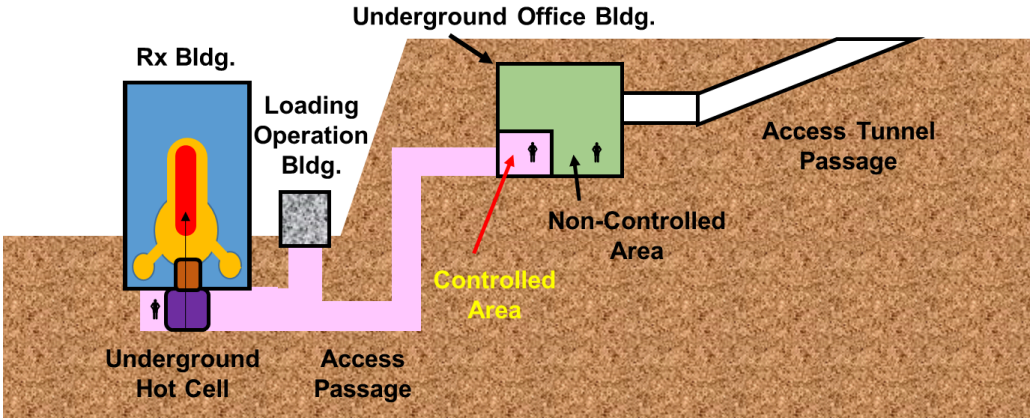 Underground Office Bldg.
Rx Bldg.
Loading
Operation
Bldg.
Access Tunnel
Passage
Non-Controlled
Area
Controlled
Area
Underground
Hot Cell
Access
Passage